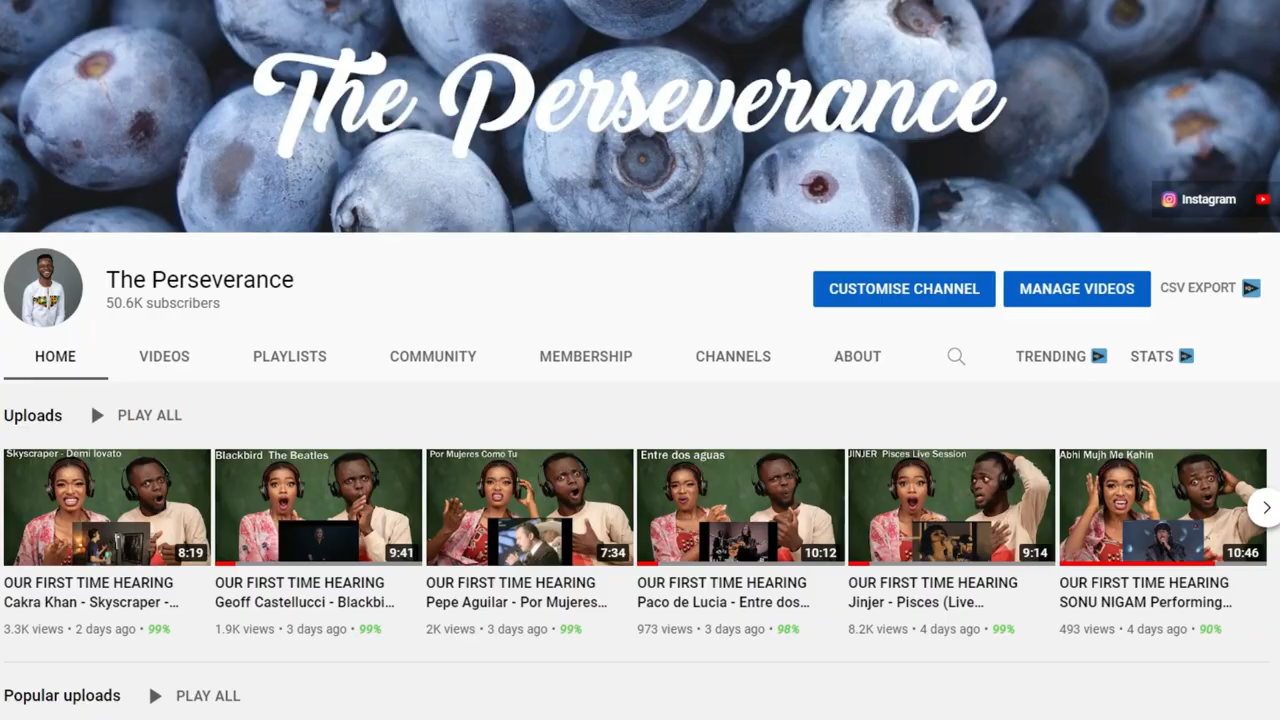 The Perseverance
Instagram
The Perseverance
50.6K subscribers
CUSTOMISE CHANNEL
MANAGE VIDEOS
CSV EXPORT
HOME
VIDEOS
PLAYLISTS
COMMUNITY
MEMBERSHIP
CHANNELS
ABOUT
TRENDING
STATS
Uploads
PLAY ALL
Skyscraper - Demi lovato
8:19
OUR FIRST TIME HEARING
Cakra Khan - Skyscraper -...
3.3K views • 2 days ago • 99%
Blackbird The Beatles
9:41
OUR FIRST TIME HEARING
Geoff Castellucci - Blackbi...
1.9K views • 3 days ago • 99%
Por Mujeres Como Tu
7:34
OUR FIRST TIME HEARING
Pepe Aguilar - Por Mujeres...
2K views • 3 days ago • 99%
Entre dos aguas
10:12
OUR FIRST TIME HEARING
Paco de Lucia - Entre dos...
973 views • 3 days ago • 98%
JINJER Pisces Live Session
9:14
OUR FIRST TIME HEARING
Jinjer - Pisces (Live...
8.2K views • 4 days ago • 99%
Abhi Mujh Me Kahin
10:46
OUR FIRST TIME HEARING
SONU NIGAM Performing...
493 views • 4 days ago • 90%
Popular uploads
PLAY ALL